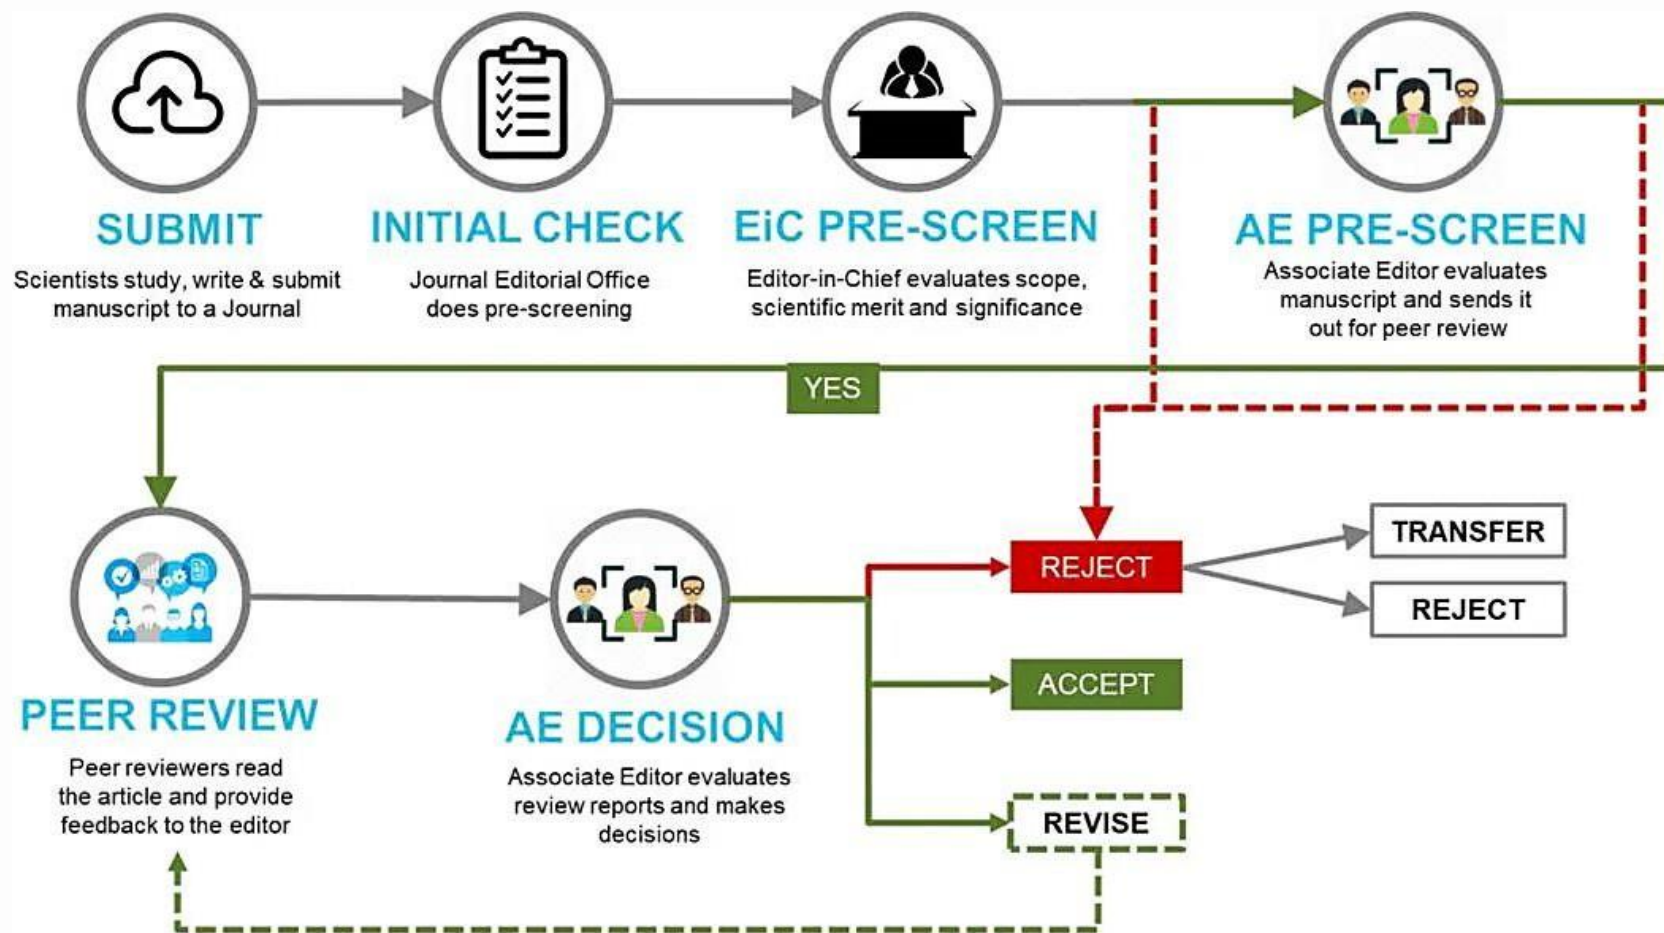 SUBMIT
Scientists study, write & submit
manuscript to a Journal
INITIAL CHECK
Journal Editorial Office
does pre-screening
EiC PRE-SCREEN
Editor-in-Chief evaluates scope,
scientific merit and significance
AE PRE-SCREEN
Associate Editor evaluates
manuscript and sends it
out for peer review
YES
PEER REVIEW
Peer reviewers read
the article and provide
feedback to the editor
AE DECISION
Associate Editor evaluates
review reports and makes
decisions
REJECT
TRANSFER
REJECT
ACCEPT
REVISE